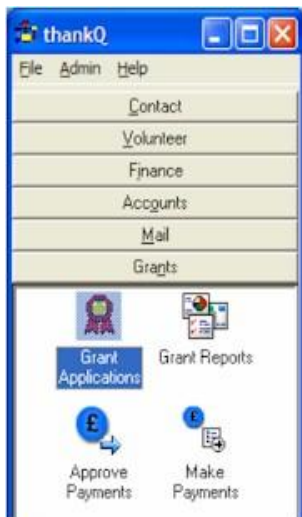 thankQ
File Admin Help
Contact
Volunteer
Finance
Accounts
Mail
Grants
Grant Applications
Grant Reports
£
Approve Payments
£
Make Payments